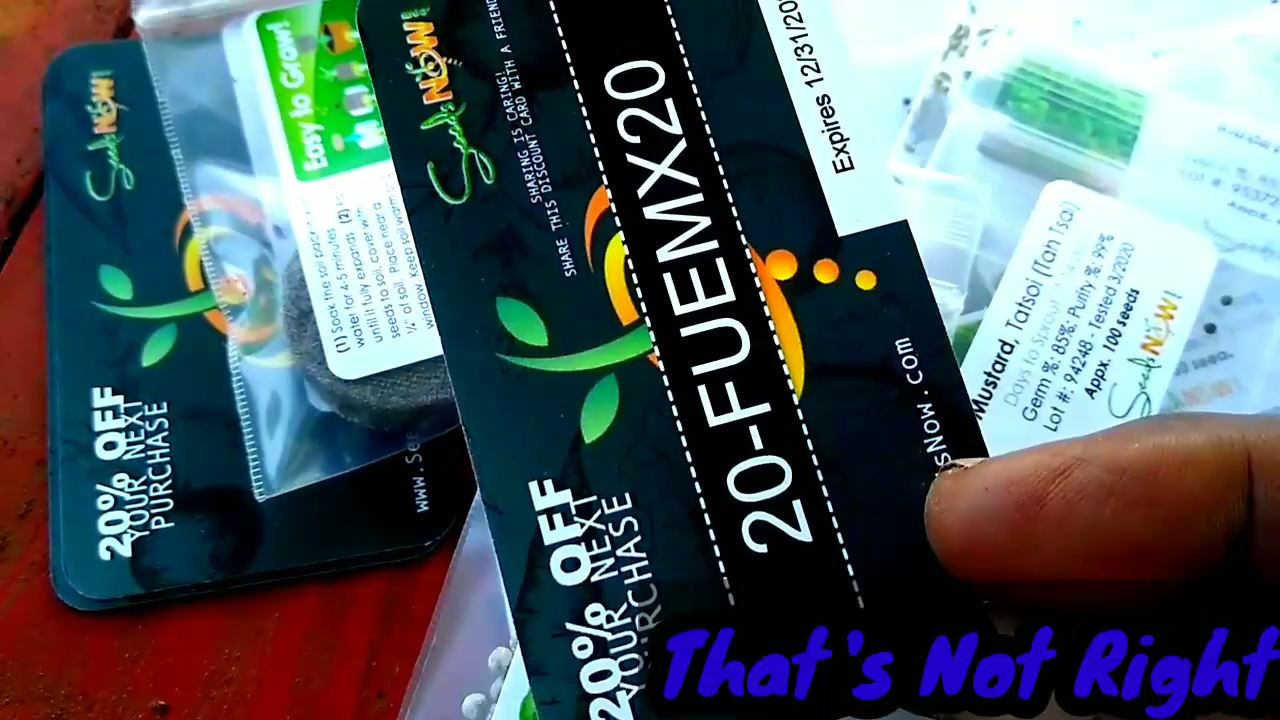 Seeds NOW!
20% OFF
YOUR NEXT
PURCHASE
Easy to Grow!
(1) Soak the soil
water for 4-5 minutes
until it fully expands. (2)
seeds to soil, cover
of soil. Place near a
window. Keep soil warm
Seeds NOW!
SHARING IS CARING!
SHARE THIS DISCOUNT CARD WITH A FRIEND
20-FUEMX20
Expires 12/31/20
20% OFF
YOUR NEXT
PURCHASE
sNow.com
Mustard, Tatsoi (Tan Tsai)
Days to Sprout
Germ %: 85%. Purity %: 99%
Lot #: 94248. Tested 3/2020
Appx. 100 seeds
Seeds NOW!
That's Not Right